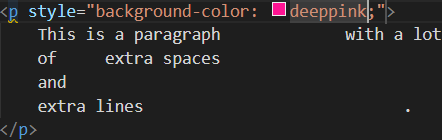 <p style="background-color: deeppink;">
This is a paragraph with a lot
of extra spaces
and
extra lines .
</p>